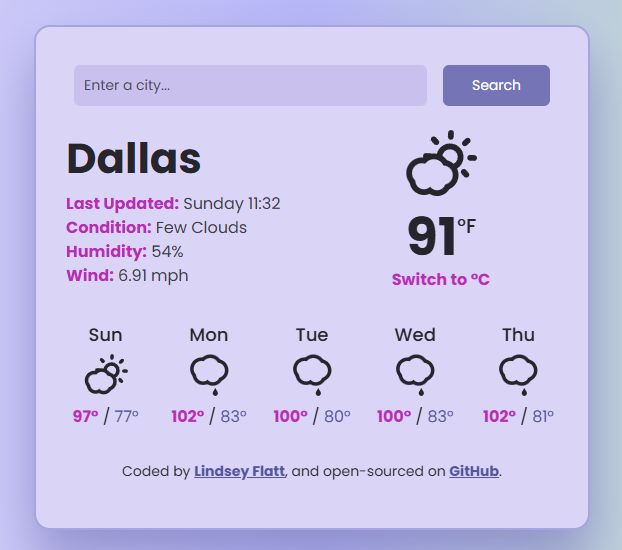 Enter a city...
Search
Dallas
Last Updated: Sunday 11:32
Condition: Few Clouds
Humidity: 54%
Wind: 6.91 mph
91°F
Switch to °C
Sun Mon Tue Wed Thu
97° / 77° 102° / 83° 100° / 80° 100° / 83° 102° / 81°
Coded by Lindsey Flatt, and open-sourced on GitHub.